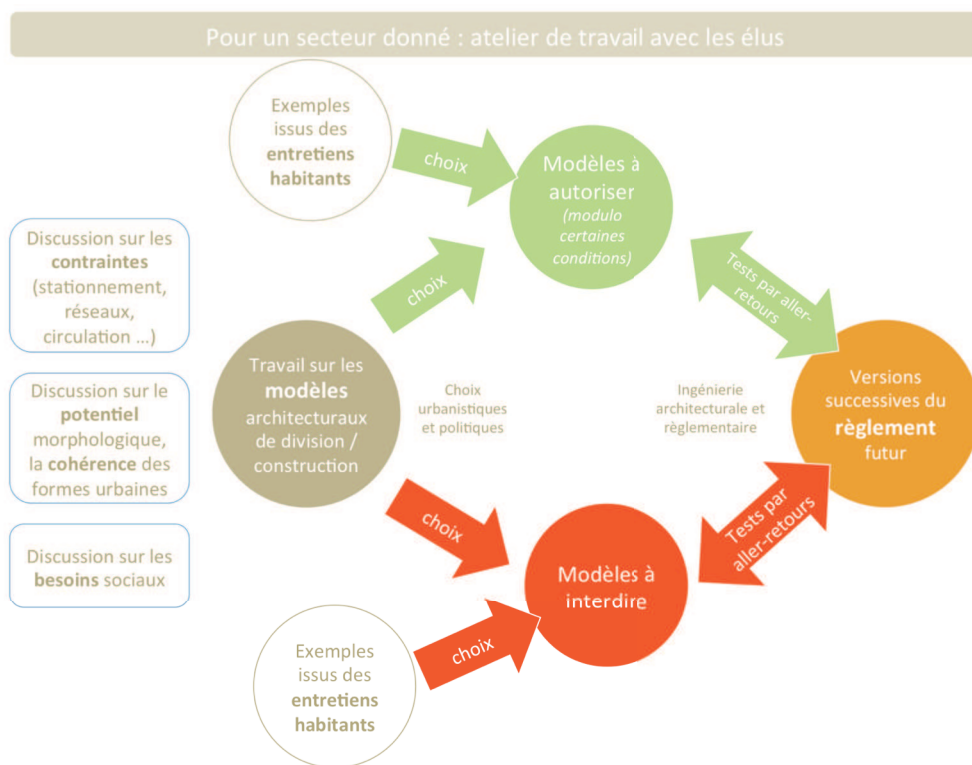 Pour un secteur donné : atelier de travail avec les élus
Exemples
issus des
entretiens
habitants
choix
Modèles à
autoriser
(modulo
certaines
conditions)
Discussion sur les
contraintes
(stationnement,
réseaux,
circulation ...)
choix
Tests par aller-
retours
Discussion sur le
potentiel
morphologique,
la cohérence des
formes urbaines
Travail sur les
modèles
architecturaux
de division /
construction
Choix
urbanistiques
et politiques
Ingénierie
architecturale et
règlementaire
Versions
successives du
règlement
futur
Discussion sur les
besoins sociaux
choix
Tests par
aller-retours
Modèles à
interdire
choix
Exemples
issus des
entretiens
habitants